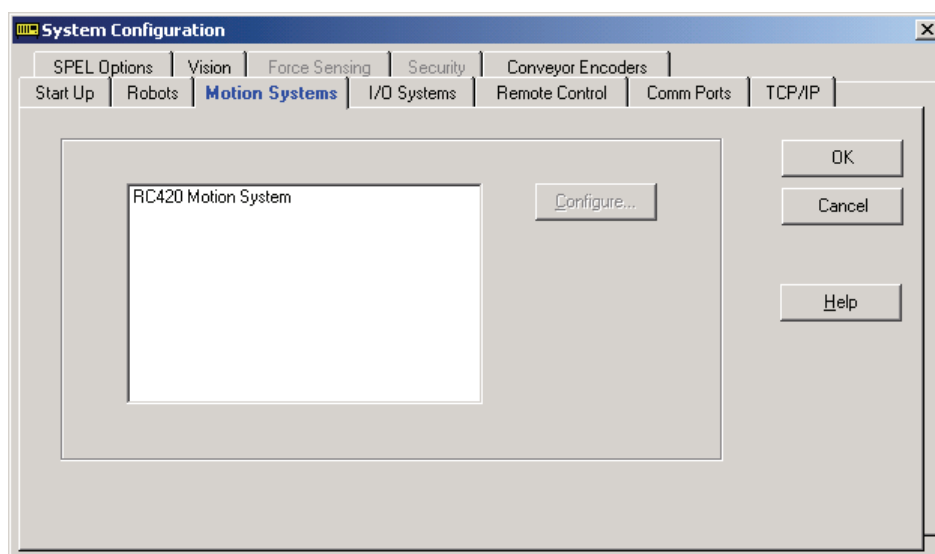 System Configuration
SPEL Options Vision Force Sensing Security Conveyor Encoders
Start Up Robots Motion Systems I/O Systems Remote Control Comm Ports TCP/IP
RC420 Motion System
Configure...
OK
Cancel
Help